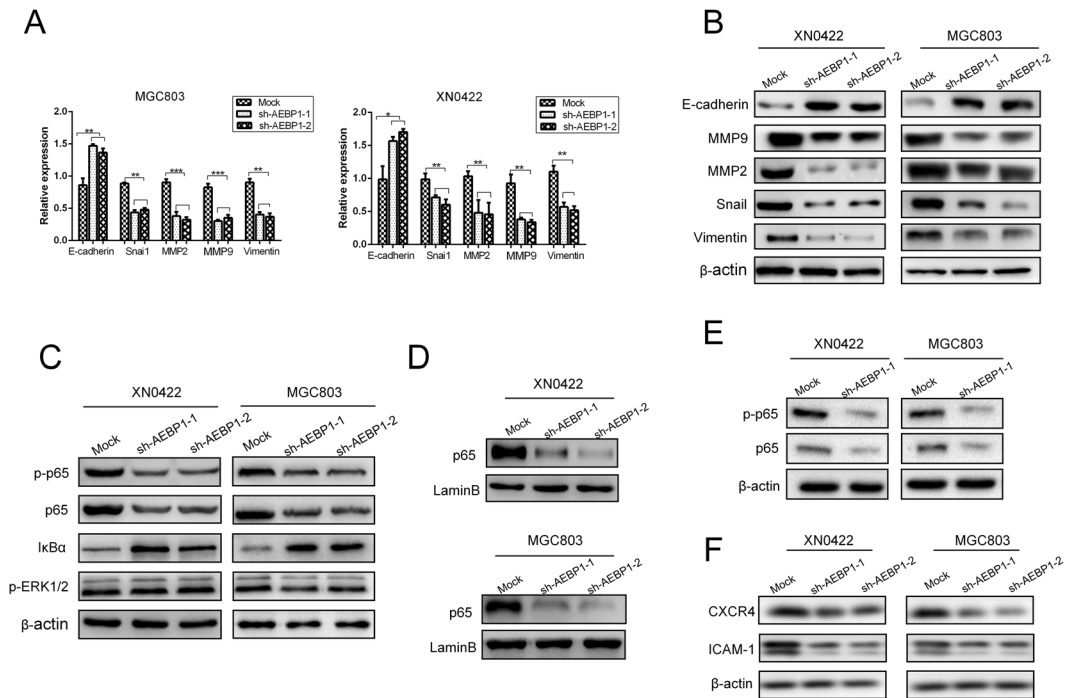 A
MGC803
Relative expression
2.0
1.5
1.0
0.5
0.0
Mock
sh-AEBP1-1
sh-AEBP1-2
** ** *** *** **
E-cadherin Snai1 MMP2 MMP9 Vimentin
XN0422
Relative expression
2.0
1.5
1.0
0.5
0.0
Mock
sh-AEBP1-1
sh-AEBP1-2
* ** ** ** **
E-cadherin Snai1 MMP2 MMP9 Vimentin
B
XN0422 MGC803
Mock sh-AEBP1-1 sh-AEBP1-2 Mock sh-AEBP1-1 sh-AEBP1-2
E-cadherin
MMP9
MMP2
Snail
Vimentin
β-actin
C
XN0422 MGC803
Mock sh-AEBP1-1 sh-AEBP1-2 Mock sh-AEBP1-1 sh-AEBP1-2
p-p65
p65
IκBα
p-ERK1/2
β-actin
D
XN0422
Mock sh-AEBP1-1 sh-AEBP1-2
p65
LaminB
MGC803
Mock sh-AEBP1-1 sh-AEBP1-2
p65
LaminB
E
XN0422 MGC803
Mock sh-AEBP1-1 Mock sh-AEBP1-1
p-p65
p65
β-actin
F
XN0422 MGC803
Mock sh-AEBP1-1 sh-AEBP1-2 Mock sh-AEBP1-1 sh-AEBP1-2
CXCR4
ICAM-1
β-actin